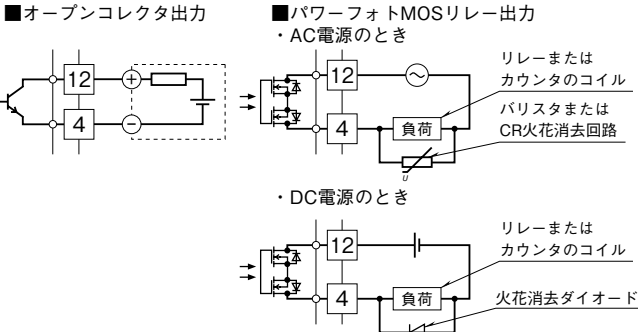 ■オープンコレクタ出力
12
+
4
−
■パワーフォトMOSリレー出力
・AC電源のとき
12
4
負荷
U
リレーまたは
カウンタのコイル
バリスタまたは
CR火花消去回路
・DC電源のとき
12
4
負荷
リレーまたは
カウンタのコイル
火花消去ダイオード